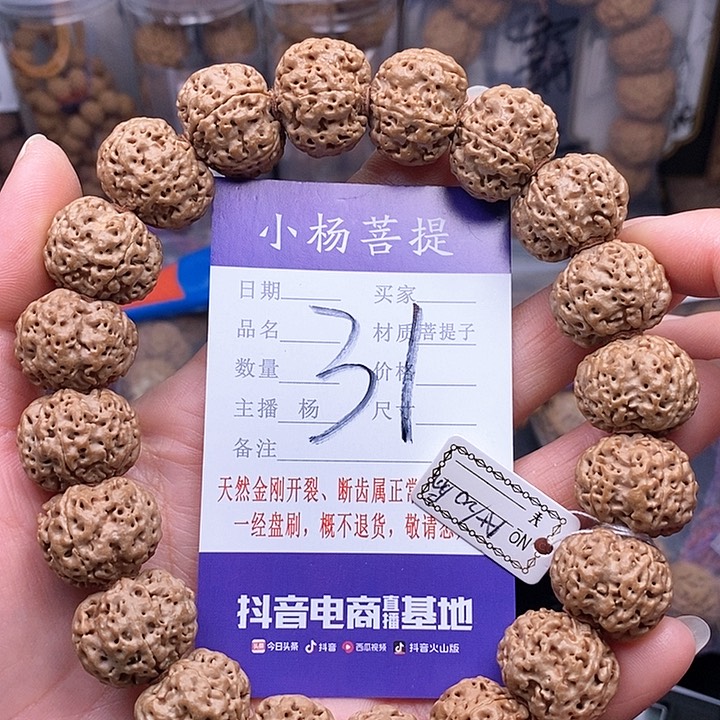 小杨菩提
日期 买家
品名 材质菩提子
数量 价格
31
主播 杨 尺寸
备注
天然金刚开裂、断齿属正常
一经盘刷，概不退货，敬请
抖音电商直播基地
今日头条 抖音 西瓜视频 抖音火山版
NO